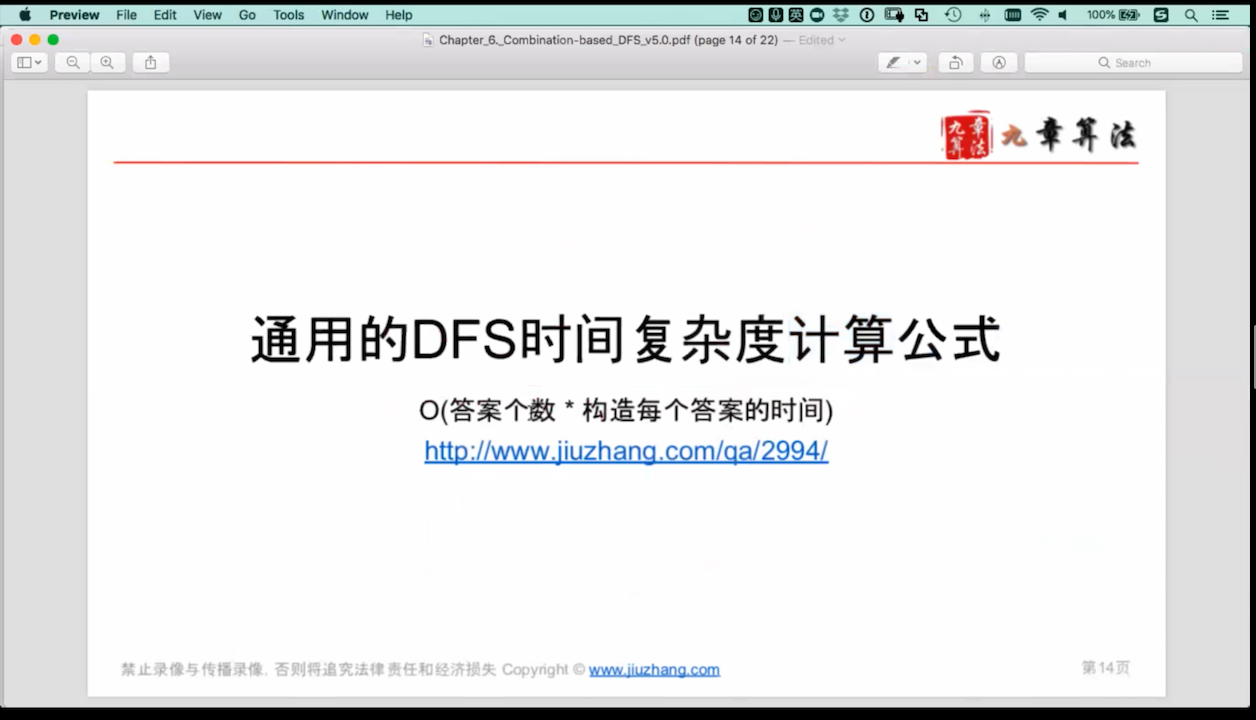 Preview File Edit View Go Tools Window Help 英 100%
Chapter_6._Combination-based_DFS_v5.0.pdf (page 14 of 22) — Edited
Search
九章算法 九章算法
通用的DFS时间复杂度计算公式
O(答案个数 * 构造每个答案的时间)
http://www.jiuzhang.com/qa/2994/
禁止录像与传播录像, 否则将追究法律责任和经济损失 Copyright © www.jiuzhang.com
第14页